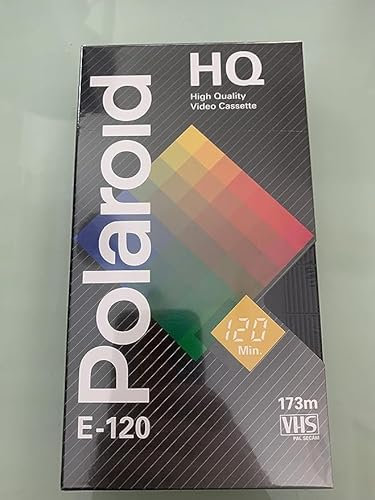 HQ
High Quality
Video Cassette
Polaroid
120
Min.
E-120
173m
VHS
PAL SECAM